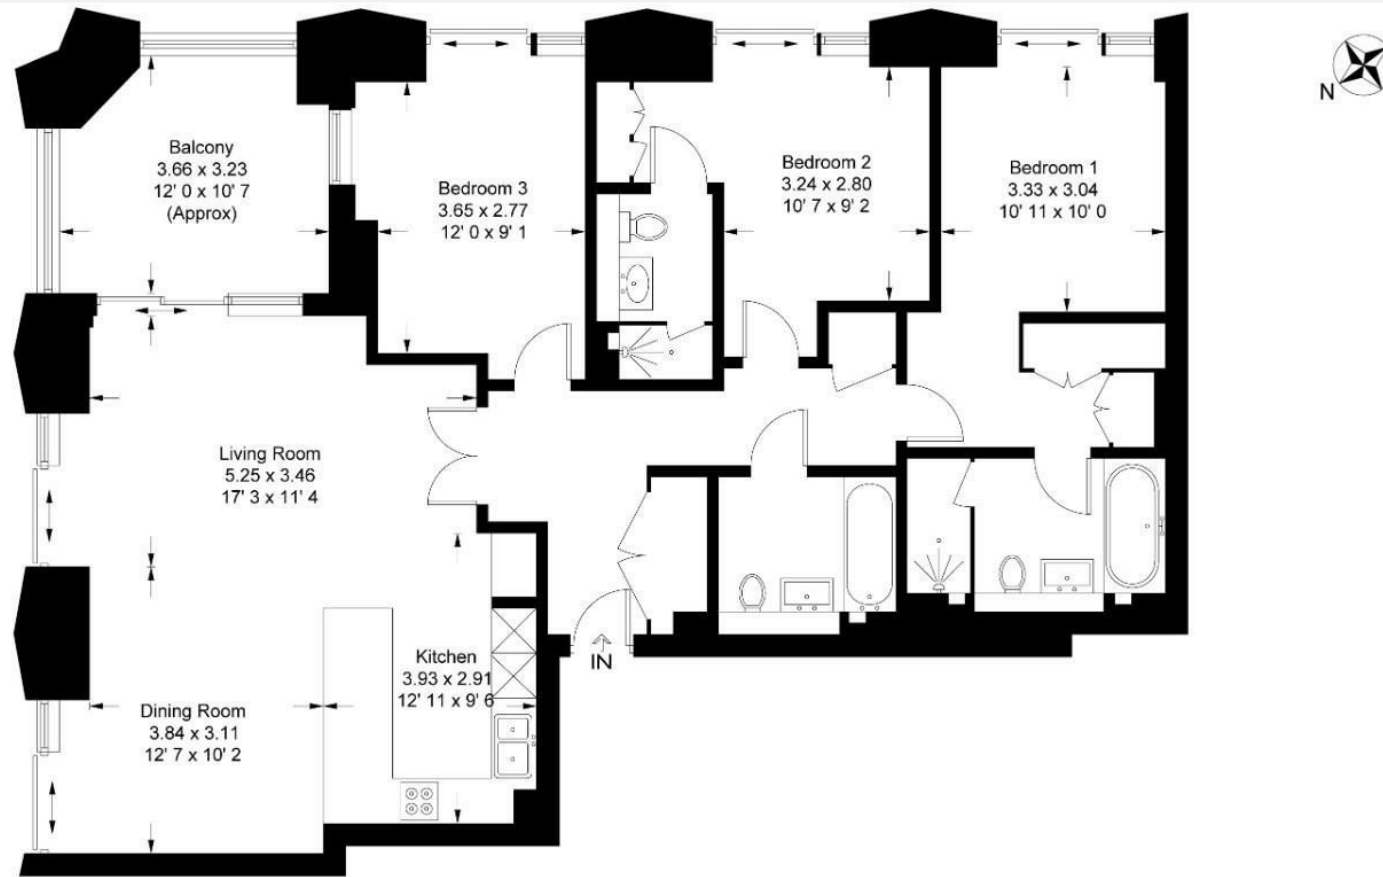 Balcony
3.66 x 3.23
12' 0 x 10' 7
(Approx)
Bedroom 3
3.65 x 2.77
12' 0 x 9' 1
Bedroom 2
3.24 x 2.80
10' 7 x 9' 2
Bedroom 1
3.33 x 3.04
10' 11 x 10' 0
N
Living Room
5.25 x 3.46
17' 3 x 11' 4
Kitchen
3.93 x 2.91
12' 11 x 9' 6
IN
Dining Room
3.84 x 3.11
12' 7 x 10' 2